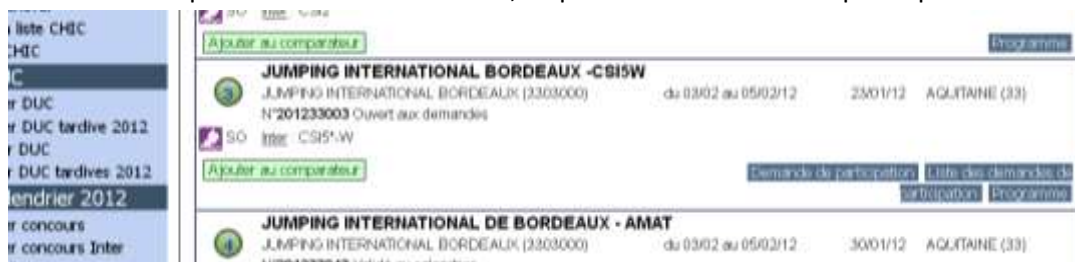 SO Inter CSI2
liste CHIC
CHIC
Ajouter au comparateur
Programme
JUMPING INTERNATIONAL BORDEAUX -CSI5W
JUMPING INTERNATIONAL BORDEAUX (3303000) du 03/02 au 05/02/12 23/01/12 AQUITAINE (33)
N°201233003 Ouvert aux demandes
SO Inter CSI5*-W
Ajouter au comparateur
Demande de participation Liste des demandes de
participation Programme
DUC
DUC tardive 2012
DUC
DUC tardives 2012
endrier 2012
concours
concours Inter
JUMPING INTERNATIONAL DE BORDEAUX - AMAT
JUMPING INTERNATIONAL BORDEAUX (3303000) du 03/02 au 05/02/12 30/01/12 AQUITAINE (33)